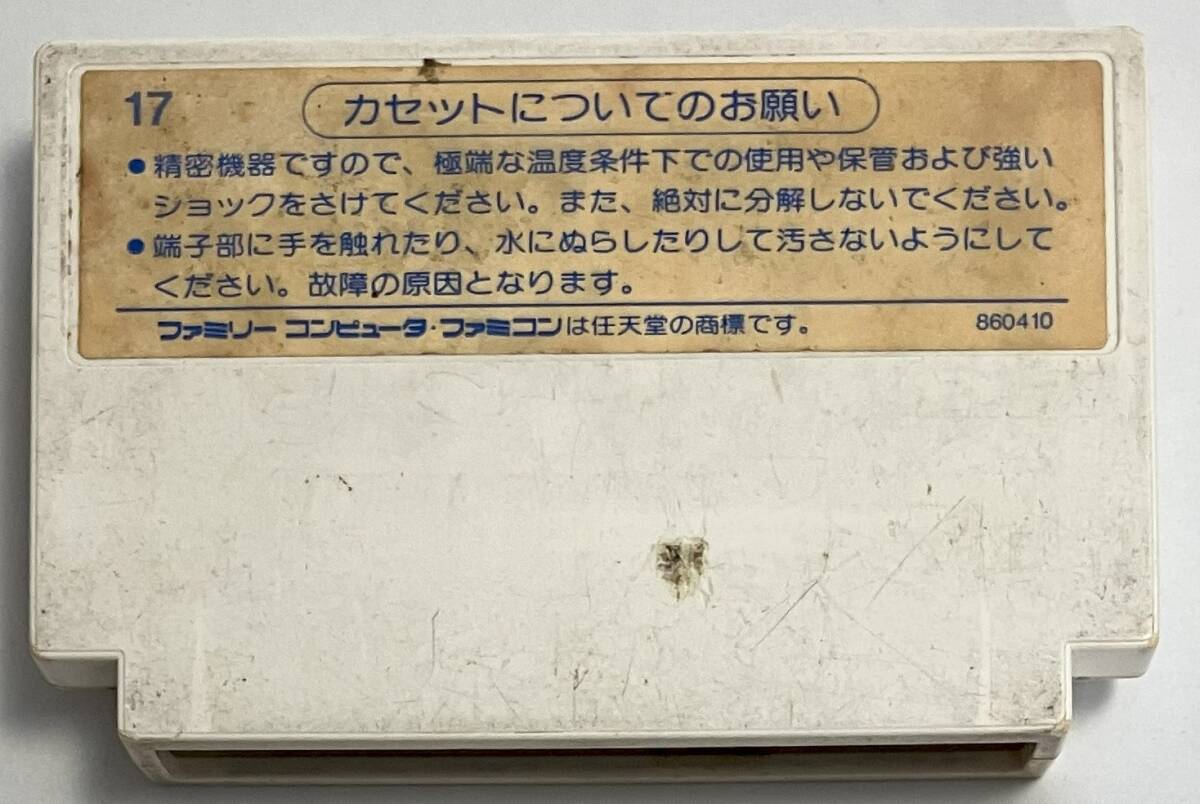 17
カセットについてのお願い
●精密機器ですので、極端な温度条件下での使用や保管および強い
ショックをさけてください。また、絶対に分解しないでください。
●端子部に手を触れたり、水にぬらしたりして汚さないようにして
ください。故障の原因となります。
ファミリー コンピュータ・ファミコンは任天堂の商標です。
860410